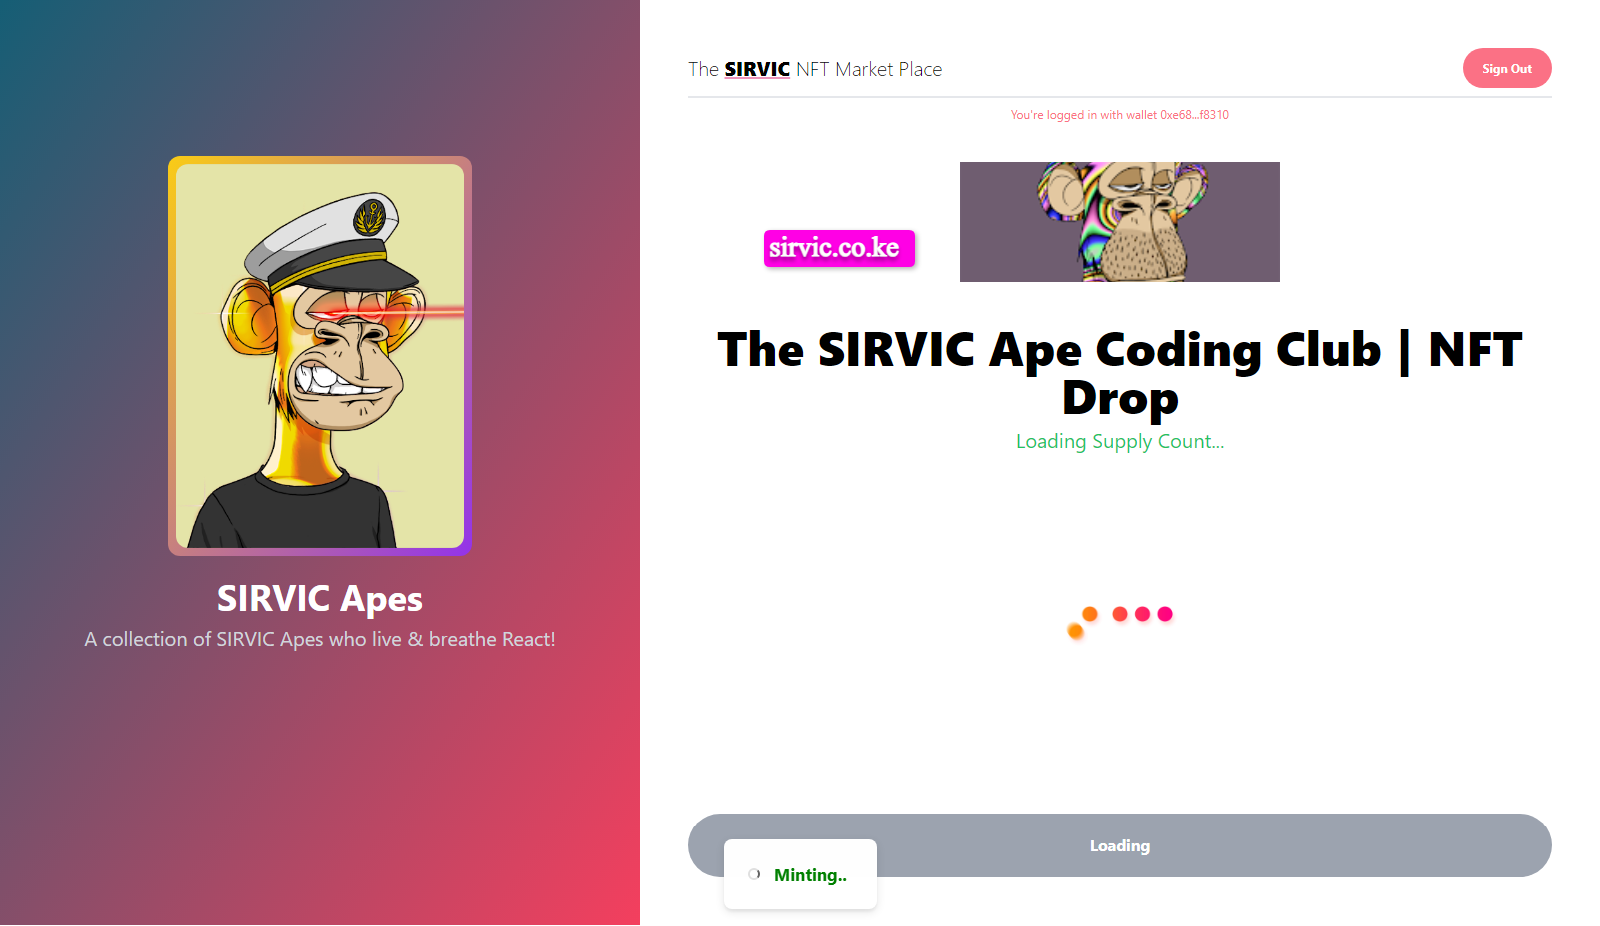 SIRVIC Apes
A collection of SIRVIC Apes who live & breathe React!
The SIRVIC NFT Market Place
Sign Out
You're logged in with wallet 0xe68...f8310
sirvic.co.ke
The SIRVIC Ape Coding Club | NFT
Drop
Loading Supply Count...
Loading
Minting..